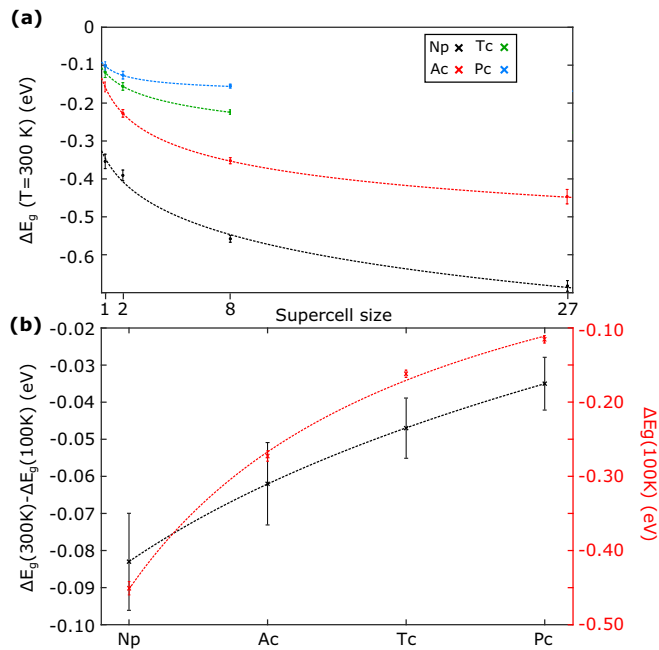 (a)
0
-0.1
-0.2
-0.3
-0.4
-0.5
-0.6
ΔEg (T=300 K) (eV)
Np Tc
Ac Pc
1 2 8 27
Supercell size
(b)
-0.02
-0.03
-0.04
-0.05
-0.06
-0.07
-0.08
-0.09
-0.10
ΔEg(300K)-ΔEg(100K) (eV)
-0.10
-0.20
-0.30
-0.40
-0.50
ΔEg(100K) (eV)
Np Ac Tc Pc